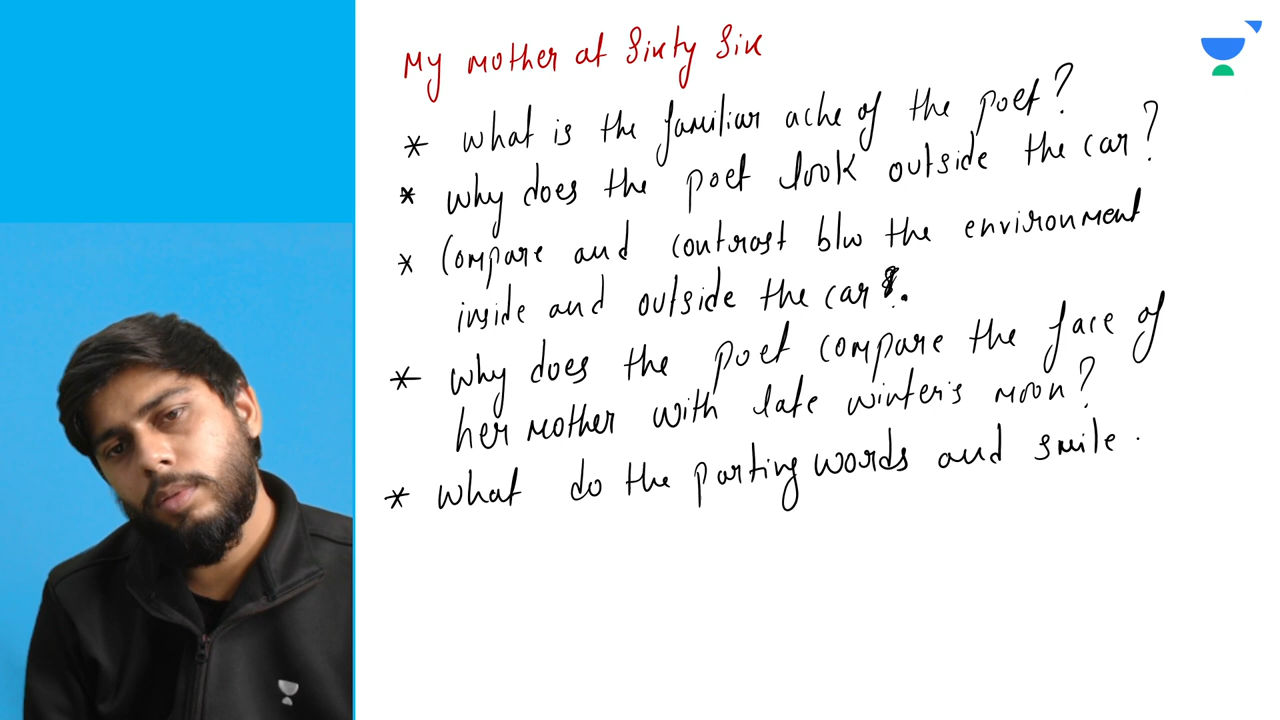 My mother at Sixty Six
* what is the familiar ache of the poet?
* why does the poet look outside the car?
* Compare and contrast b/w the environment
inside and outside the car.
* why does the poet compare the face of
her mother with late winter's moon?
* what do the parting words and smile.